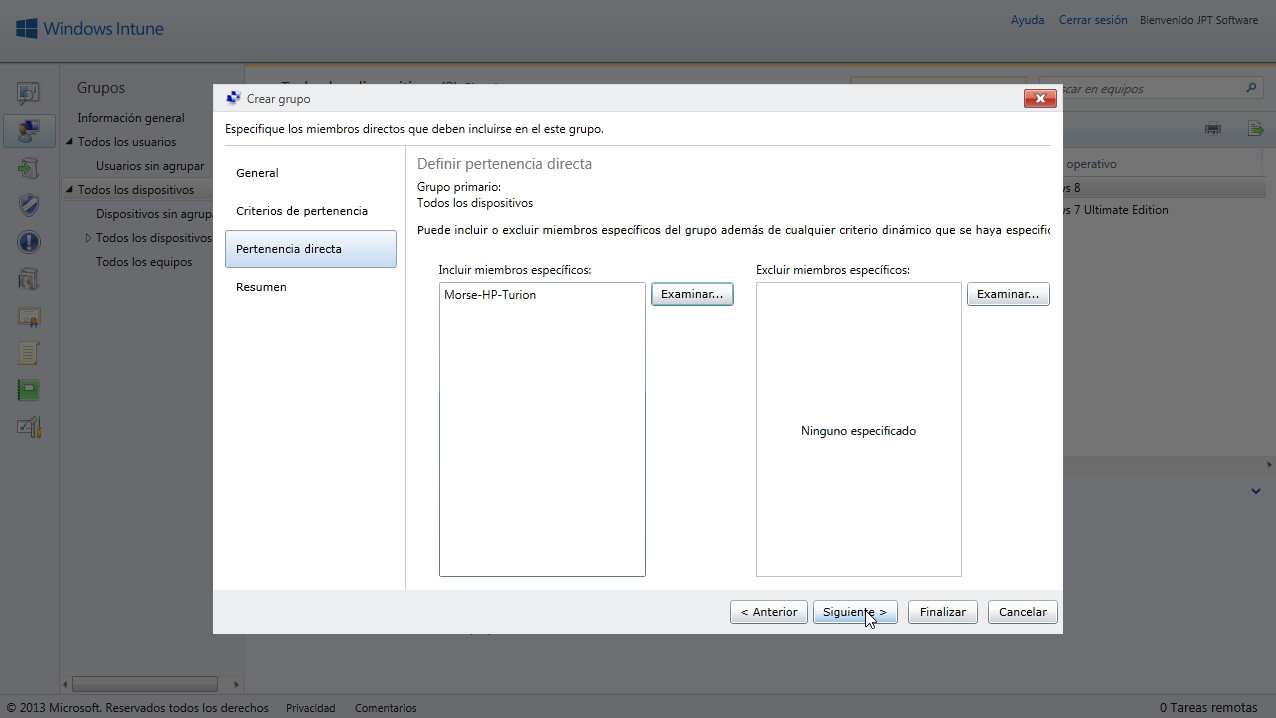 Windows Intune
Ayuda
Cerrar sesión
Bienvenido JPT Software
Grupos
Información general
Todos los usuarios
Usuarios sin agrupar
Todos los dispositivos
Dispositivos sin agrupa
Todos los dispositivos
Todos los equipos
car en equipos
operativo
s 8
s 7 Ultimate Edition
Crear grupo
Especifique los miembros directos que deben incluirse en el este grupo.
General
Criterios de pertenencia
Pertenencia directa
Resumen
Definir pertenencia directa
Grupo primario:
Todos los dispositivos
Puede incluir o excluir miembros específicos del grupo además de cualquier criterio dinámico que se haya especific
Incluir miembros específicos:
Morse-HP-Turion
Examinar...
Excluir miembros específicos:
Ninguno especificado
Examinar...
< Anterior
Siguiente >
Finalizar
Cancelar
© 2013 Microsoft. Reservados todos los derechos
Privacidad
Comentarios
0 Tareas remotas